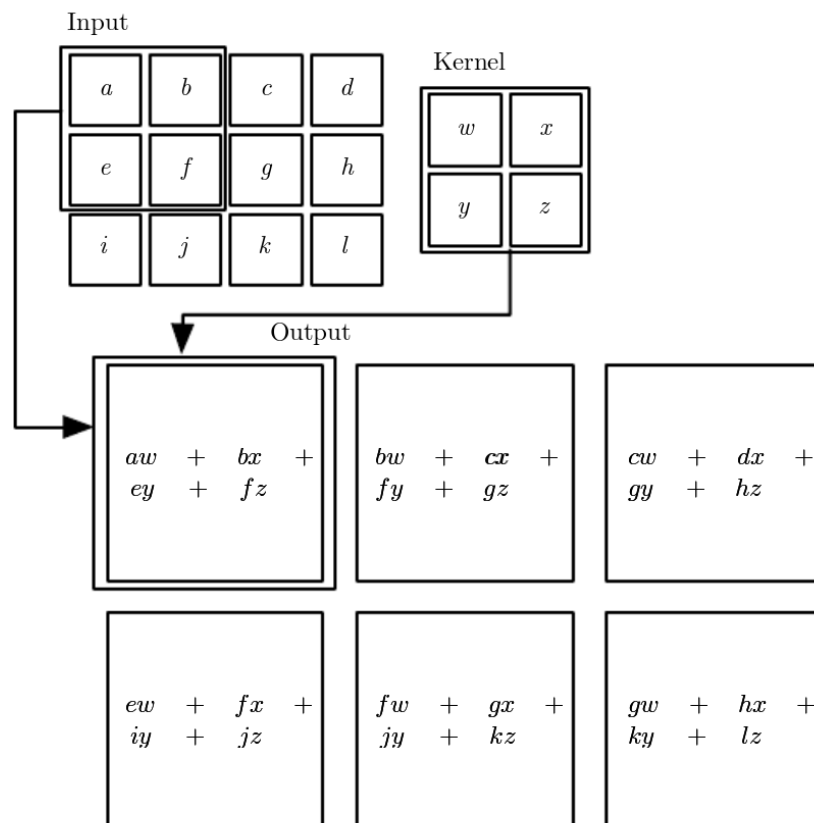 Input
Kernel
a b c d
w x
e f g h
y z
i j k l
Output
aw + bx +
ey + fz
bw + cx +
fy + gz
cw + dx +
gy + hz
ew + fx +
iy + jz
fw + gx +
jy + kz
gw + hx +
ky + lz